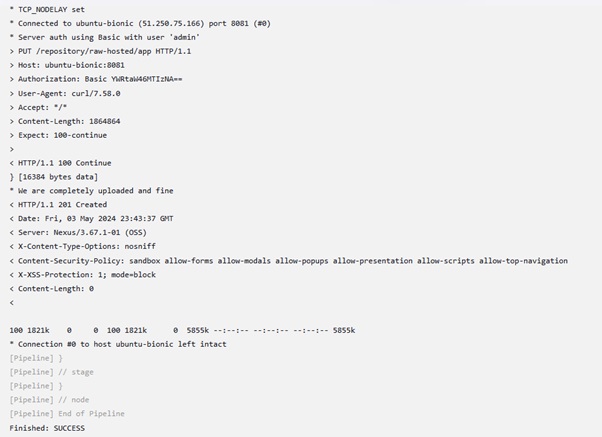 * TCP_NODELAY set
* Connected to ubuntu-bionic (51.250.75.166) port 8081 (#0)
* Server auth using Basic with user 'admin'
> PUT /repository/raw-hosted/app HTTP/1.1
> Host: ubuntu-bionic:8081
> Authorization: Basic YWRtaW46MTIzNA==
> User-Agent: curl/7.58.0
> Accept: */*
> Content-Length: 1864864
> Expect: 100-continue
>
< HTTP/1.1 100 Continue
} [16384 bytes data]
* We are completely uploaded and fine
< HTTP/1.1 201 Created
< Date: Fri, 03 May 2024 23:43:37 GMT
< Server: Nexus/3.67.1-01 (OSS)
< X-Content-Type-Options: nosniff
< Content-Security-Policy: sandbox allow-forms allow-modals allow-popups allow-presentation allow-scripts allow-top-navigation
< X-XSS-Protection: 1; mode=block
< Content-Length: 0
<
100 1821k    0     0  100 1821k      0  5855k --:--:-- --:--:-- --:--:-- 5855k
* Connection #0 to host ubuntu-bionic left intact
[Pipeline] }
[Pipeline] // stage
[Pipeline] }
[Pipeline] // node
[Pipeline] End of Pipeline
Finished: SUCCESS